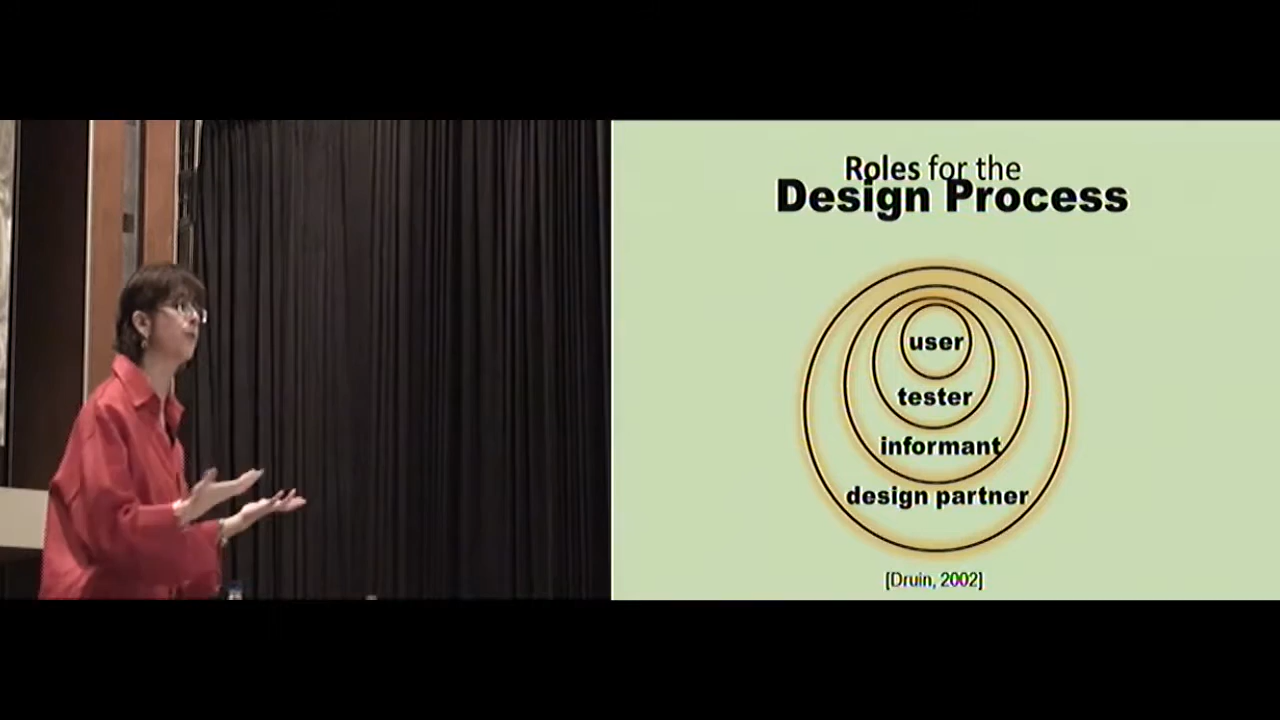 Roles for the
Design Process
user
tester
informant
design partner
[Druin, 2002]